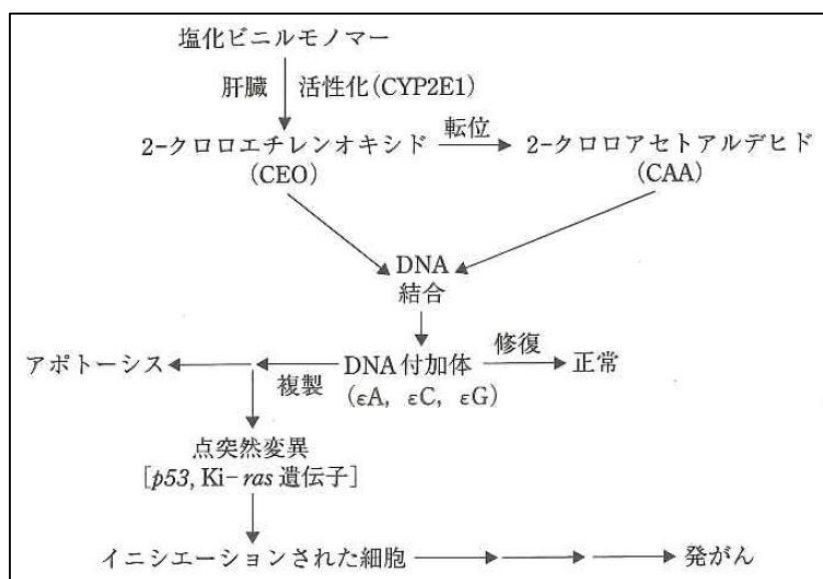 塩化ビニルモノマー
肝臓 活性化(CYP2E1)
2-クロロエチレンオキシド 転位 2-クロロアセトアルデヒド
(CEO) (CAA)
DNA
結合
アポトーシス 複製 DNA付加体 修復 正常
(εA, εC, εG)
点突然変異
[p53, Ki-ras 遺伝子]
イニシエーションされた細胞 発がん